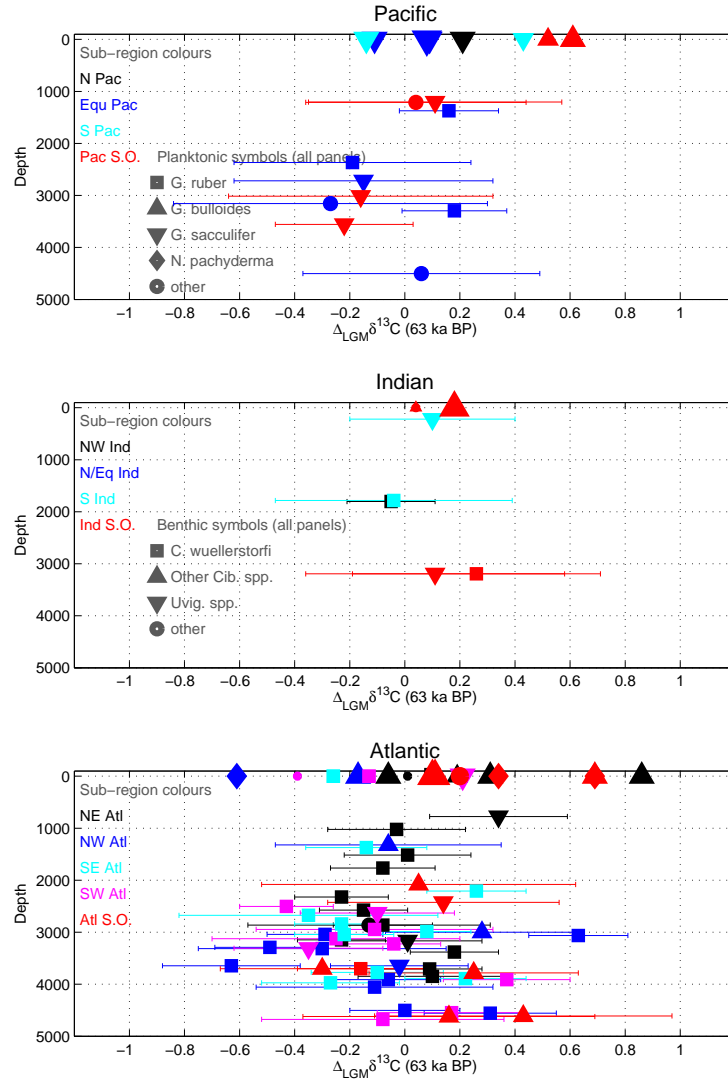 Pacific
0
Sub−region colours
N Pac
1000
Equ Pac
S Pac
2000
Pac S.O. Planktonic symbols (all panels)
G. ruber
3000
G. bulloides
G. sacculifer
4000
N. pachyderma
other
5000
Depth
−1 −0.8 −0.6 −0.4 −0.2 0 0.2 0.4 0.6 0.8 1
Δ_LGM δ¹³C (63 ka BP)
Indian
0
Sub−region colours
NW Ind
1000
N/Eq Ind
S Ind
2000
Ind S.O. Benthic symbols (all panels)
C. wuellerstorfi
3000
Other Cib. spp.
Uvig. spp.
4000
other
5000
Depth
−1 −0.8 −0.6 −0.4 −0.2 0 0.2 0.4 0.6 0.8 1
Δ_LGM δ¹³C (63 ka BP)
Atlantic
0
Sub−region colours
NE Atl
1000
NW Atl
SE Atl
2000
SW Atl
Atl S.O.
3000
4000
5000
Depth
−1 −0.8 −0.6 −0.4 −0.2 0 0.2 0.4 0.6 0.8 1
Δ_LGM δ¹³C (63 ka BP)